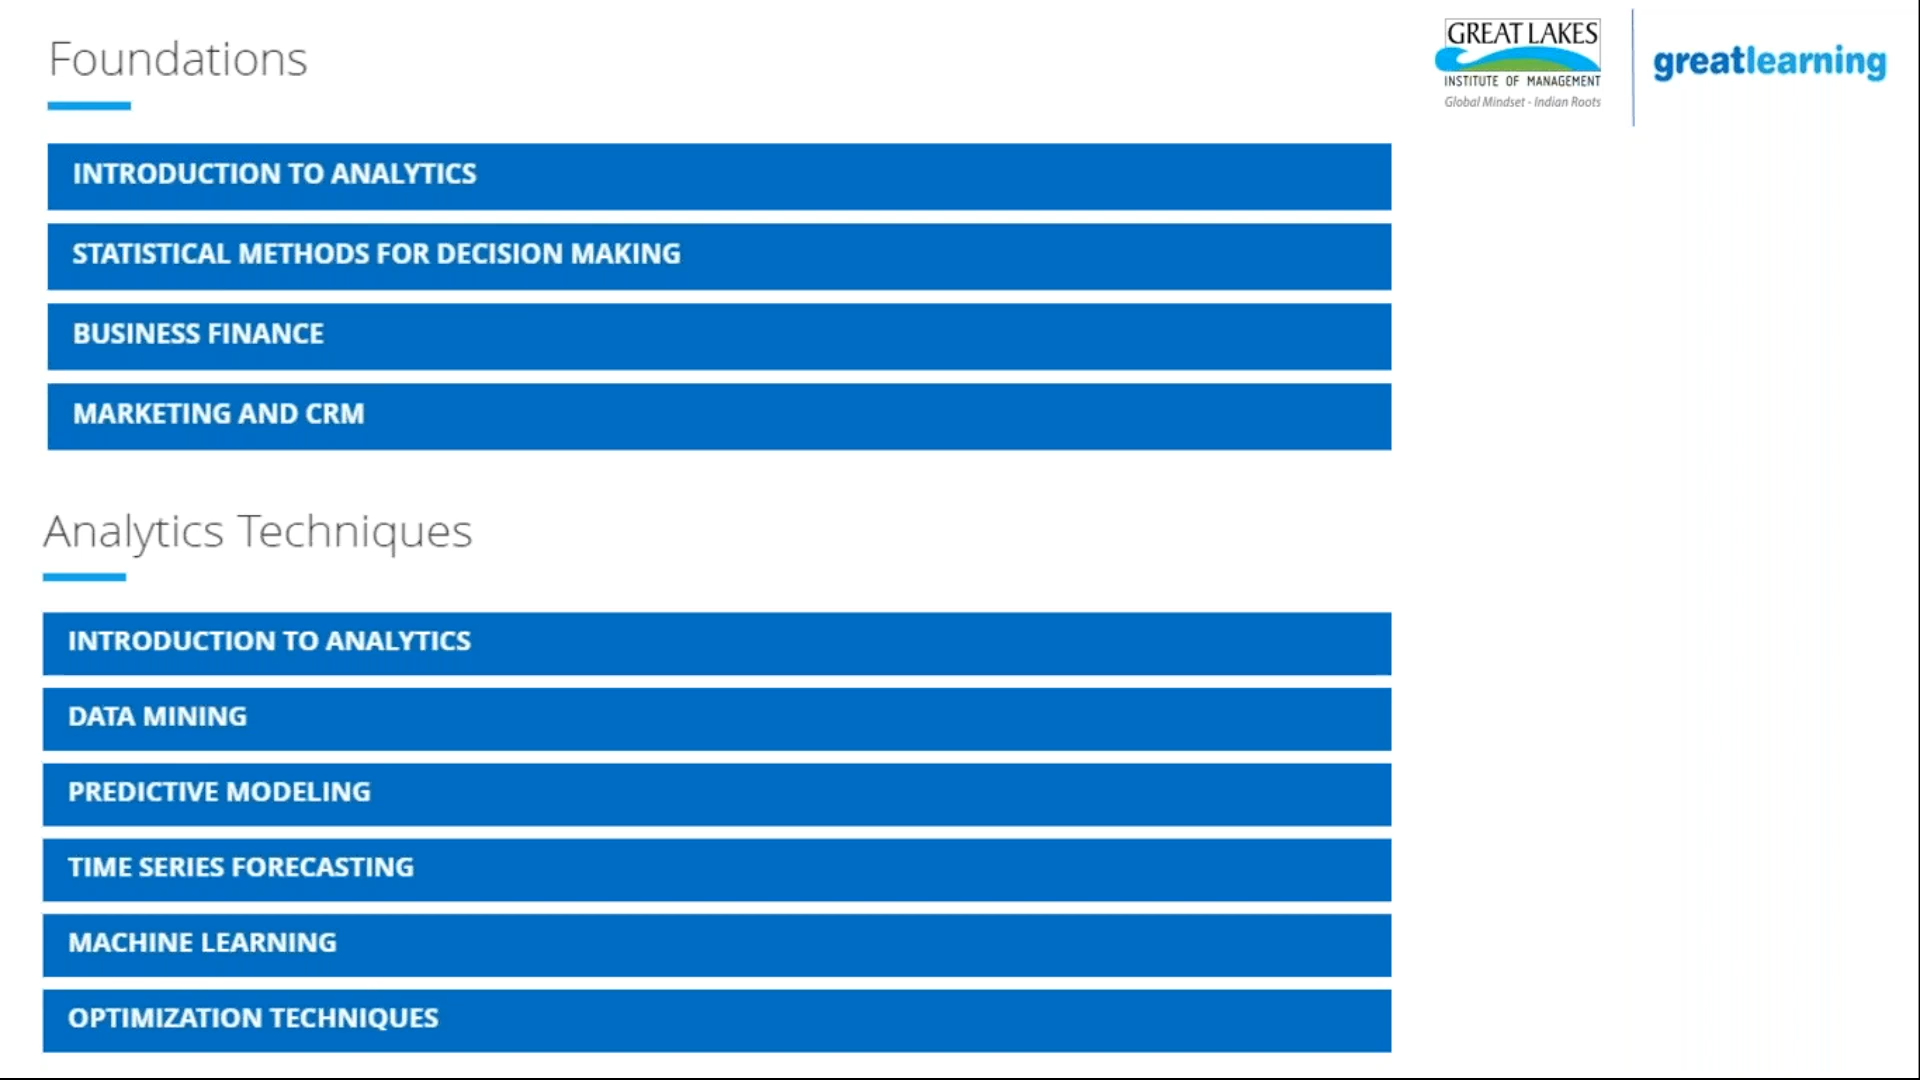 Foundations
GREAT LAKES
INSTITUTE OF MANAGEMENT
Global Mindset - Indian Roots
greatlearning
INTRODUCTION TO ANALYTICS
STATISTICAL METHODS FOR DECISION MAKING
BUSINESS FINANCE
MARKETING AND CRM
Analytics Techniques
INTRODUCTION TO ANALYTICS
DATA MINING
PREDICTIVE MODELING
TIME SERIES FORECASTING
MACHINE LEARNING
OPTIMIZATION TECHNIQUES